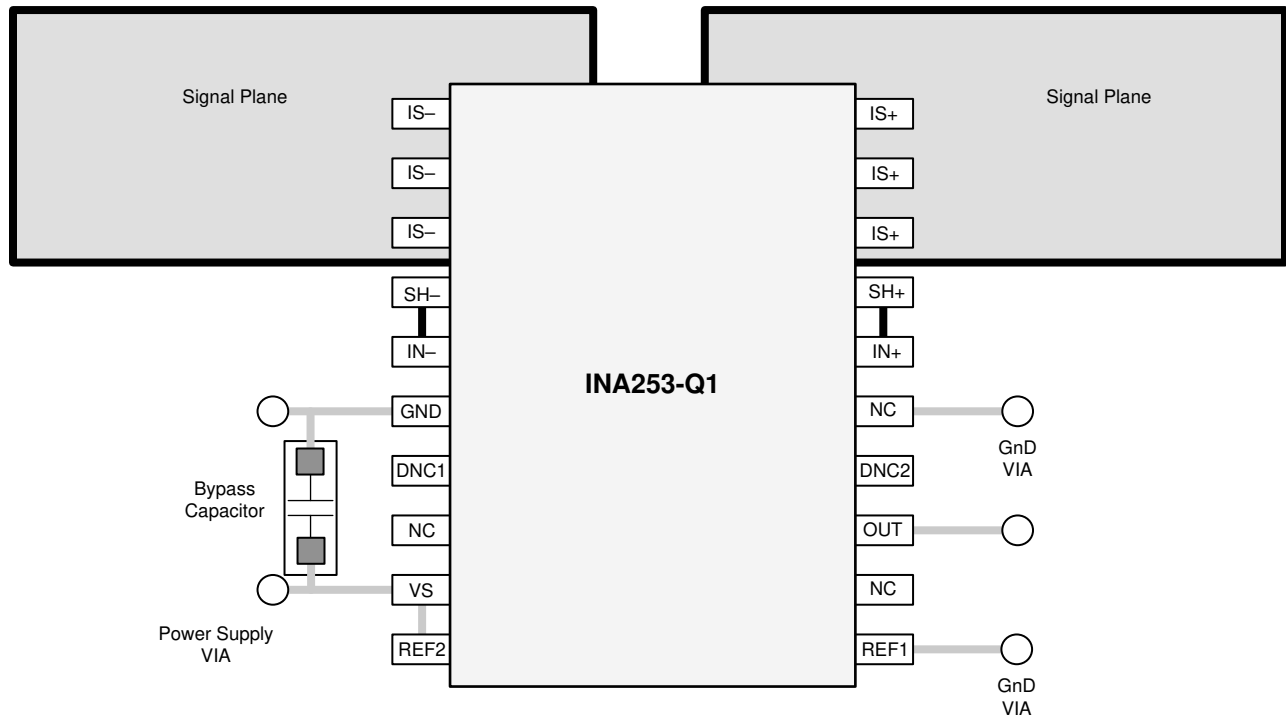 Signal Plane
Signal Plane
IS–
IS+
IS–
IS+
IS–
IS+
SH–
SH+
IN–
IN+
INA253-Q1
GND
NC
GnD
VIA
DNC1
DNC2
Bypass
Capacitor
NC
OUT
VS
NC
Power Supply
VIA
REF2
REF1
GnD
VIA